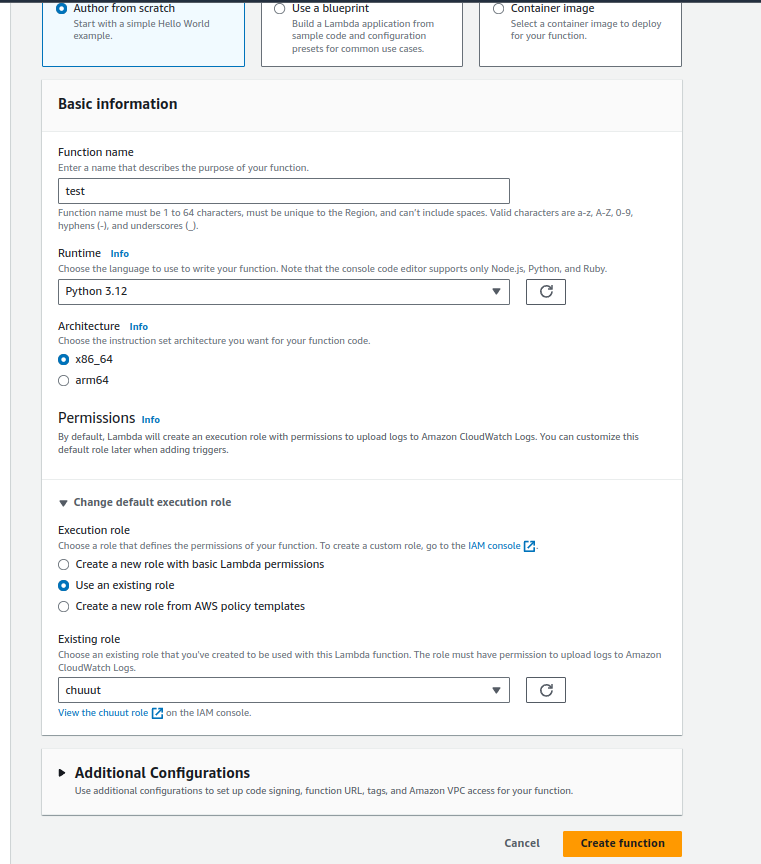 Author from scratch
Start with a simple Hello World
example.
Use a blueprint
Build a Lambda application from
sample code and configuration
presets for common use cases.
Container image
Select a container image to deploy
for your function.
Basic information
Function name
Enter a name that describes the purpose of your function.
test
Function name must be 1 to 64 characters, must be unique to the Region, and can't include spaces. Valid characters are a-z, A-Z, 0-9,
hyphens (-), and underscores (_).
Runtime Info
Choose the language to use to write your function. Note that the console code editor supports only Node.js, Python, and Ruby.
Python 3.12
Architecture Info
Choose the instruction set architecture you want for your function code.
x86_64
arm64
Permissions Info
By default, Lambda will create an execution role with permissions to upload logs to Amazon CloudWatch Logs. You can customize this
default role later when adding triggers.
Change default execution role
Execution role
Choose a role that defines the permissions of your function. To create a custom role, go to the IAM console.
Create a new role with basic Lambda permissions
Use an existing role
Create a new role from AWS policy templates
Existing role
Choose an existing role that you've created to be used with this Lambda function. The role must have permission to upload logs to Amazon
CloudWatch Logs.
chuuut
View the chuuut role on the IAM console.
Additional Configurations
Use additional configurations to set up code signing, function URL, tags, and Amazon VPC access for your function.
Cancel
Create function